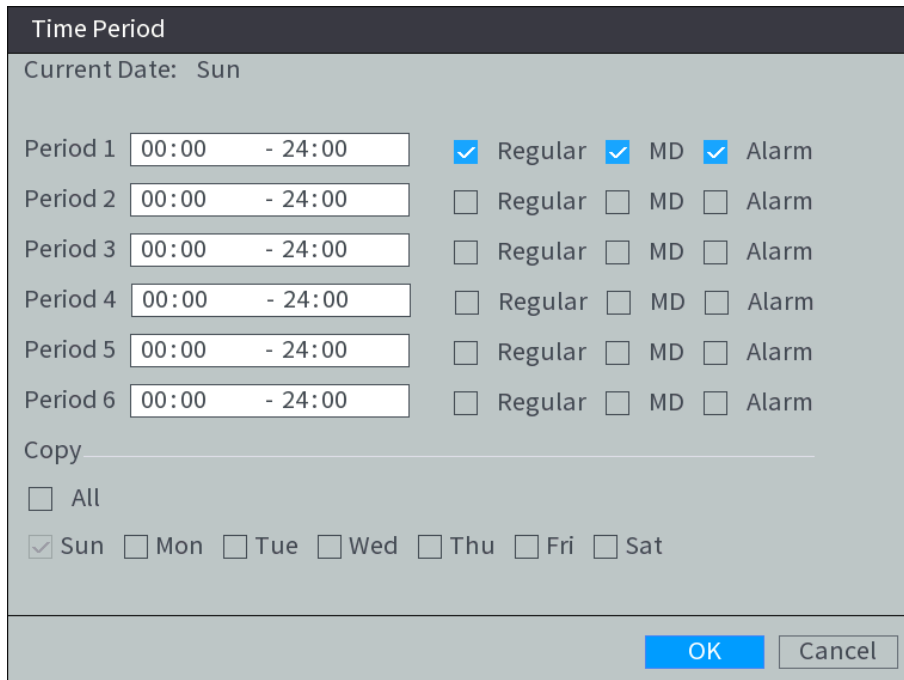 Time Period
Current Date: Sun
Period 1 00:00 - 24:00 Regular MD Alarm
Period 2 00:00 - 24:00 Regular MD Alarm
Period 3 00:00 - 24:00 Regular MD Alarm
Period 4 00:00 - 24:00 Regular MD Alarm
Period 5 00:00 - 24:00 Regular MD Alarm
Period 6 00:00 - 24:00 Regular MD Alarm
Copy
All
Sun Mon Tue Wed Thu Fri Sat
OK Cancel